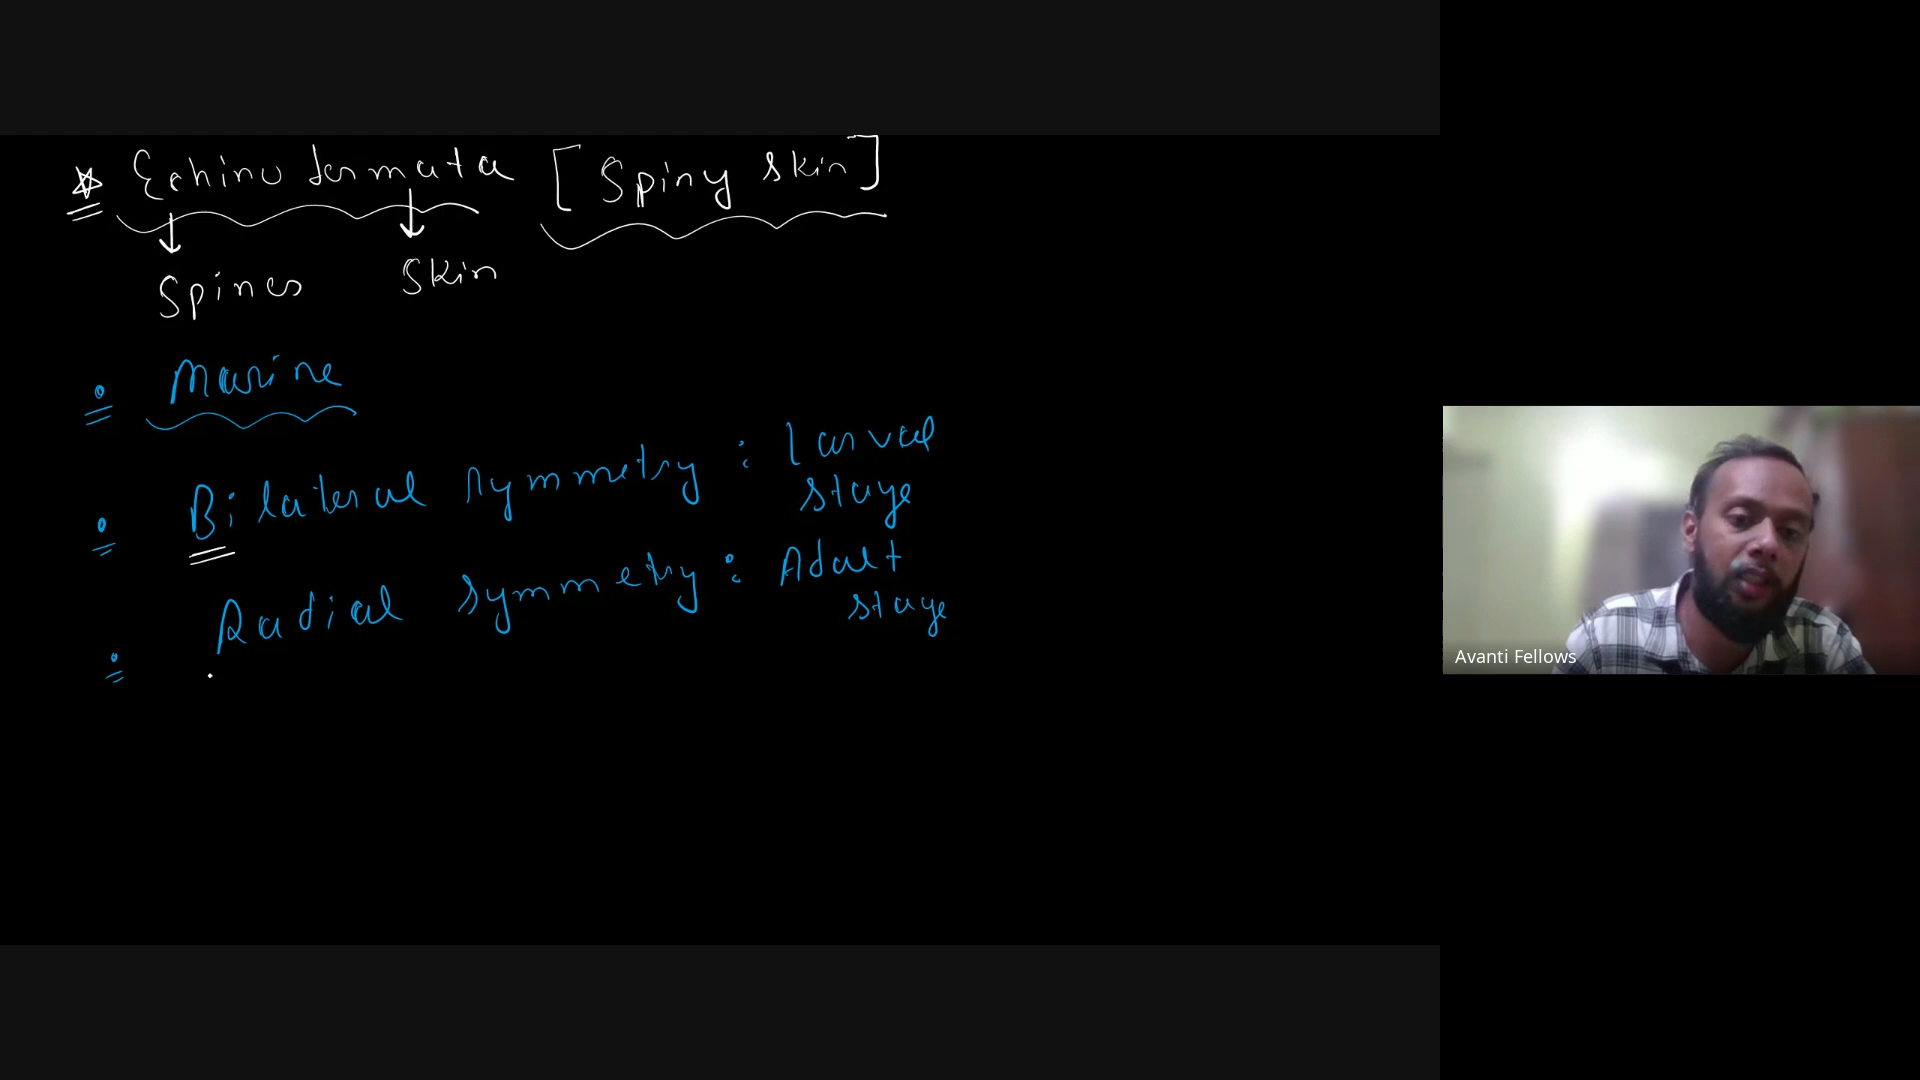 * Echinodermata [Spiny skin]
Spines Skin
Marine
Bilateral symmetry : Larval
stage
Radial symmetry : Adult
stage
Avanti Fellows